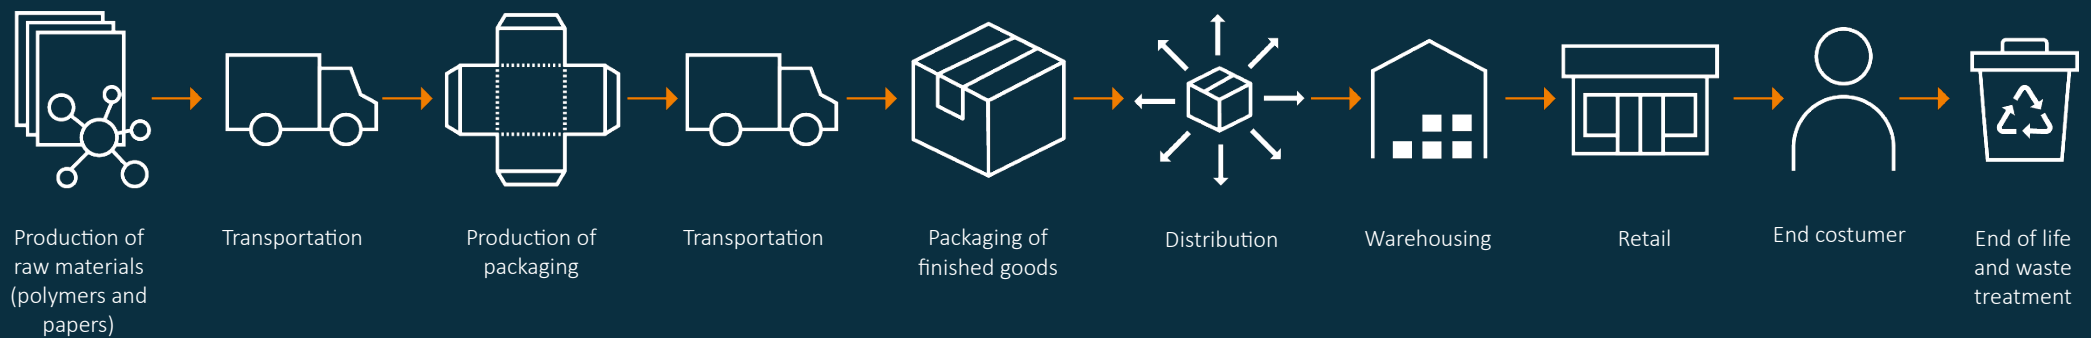 Production of
raw materials
(polymers and
papers)
Transportation
Production of
packaging
Transportation
Packaging of
finished goods
Distribution
Warehousing
Retail
End costumer
End of life
and waste
treatment